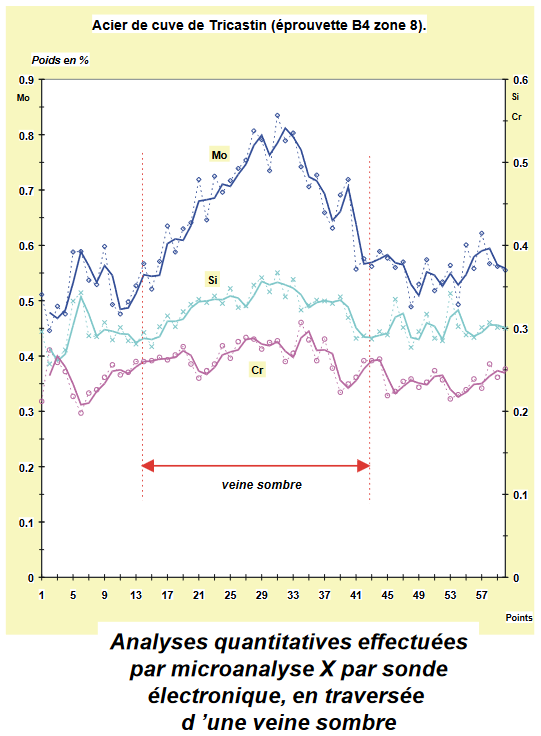 Acier de cuve de Tricastin (éprouvette B4 zone 8).
Poids en %
0.9
Mo
0.8
0.7
0.6
0.5
0.4
0.3
0.2
0.1
0
0.6
Si
Cr
0.5
0.4
0.3
0.2
0.1
0
Mo
Si
Cr
veine sombre
1 5 9 13 17 21 25 29 33 37 41 45 49 53 57
Points
Analyses quantitatives effectuées
par microanalyse X par sonde
électronique, en traversée
d ’une veine sombre